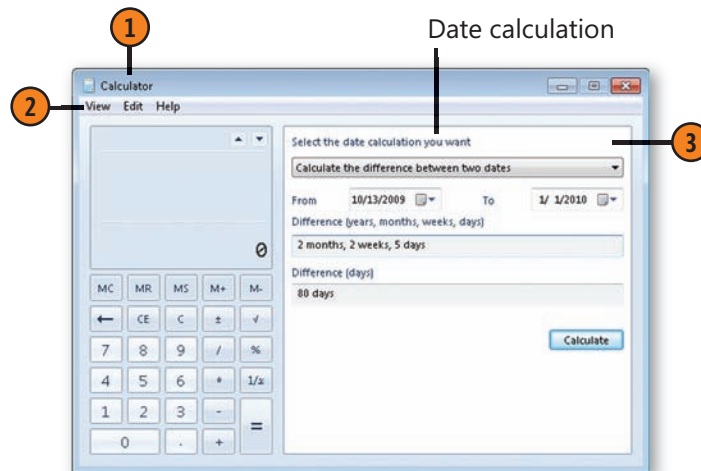 1
Date calculation
Calculator
2
View Edit Help
3
Select the date calculation you want
Calculate the difference between two dates
From 10/13/2009 To 1/ 1/2010
Difference (years, months, weeks, days)
2 months, 2 weeks, 5 days
0
Difference (days)
80 days
MC MR MS M+ M-
← CE C ± √
Calculate
7 8 9 / %
4 5 6 * 1/x
1 2 3 - =
0 . +